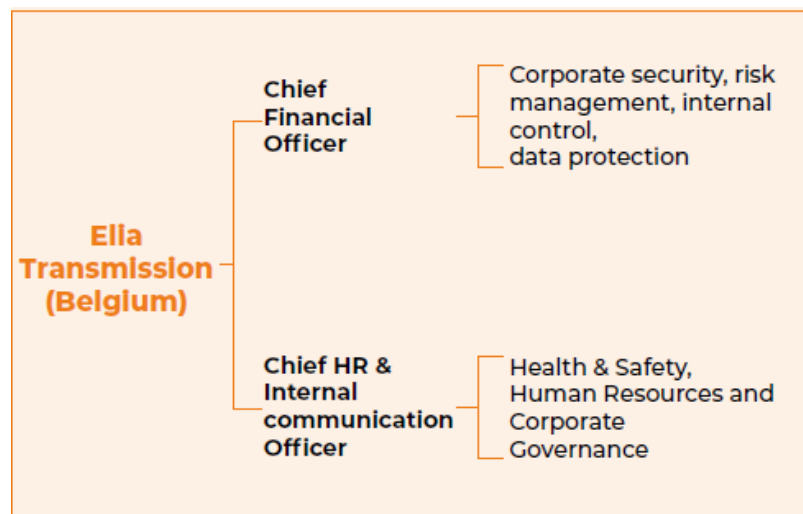 Elia
Transmission
(Belgium)
Chief
Financial
Officer
Corporate security, risk
management, internal
control,
data protection
Chief HR &
Internal
communication
Officer
Health & Safety,
Human Resources and
Corporate
Governance